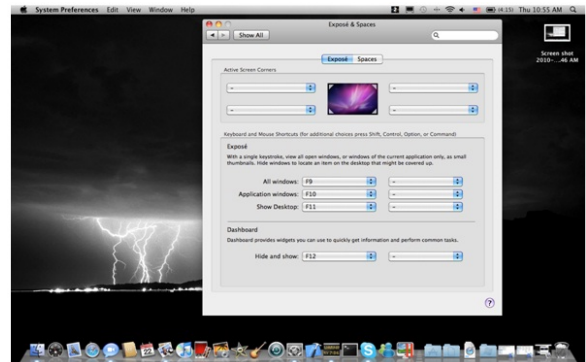 System Preferences Edit View Window Help
(4:15) Thu 10:55 AM
Exposé & Spaces
Show All
Screen shot
2010-....46 AM
Exposé Spaces
Active Screen Corners
-
-
-
-
Keyboard and Mouse Shortcuts (for additional choices press Shift, Control, Option, or Command)
Exposé
With a single keystroke, view all open windows, or windows of the current application only, as small
thumbnails. Hide windows to locate an item on the desktop that might be covered up.
All windows: F9 -
Application windows: F10 -
Show Desktop: F11 -
Dashboard
Dashboard provides widgets you can use to quickly get information and perform common tasks.
Hide and show: F12 -
?